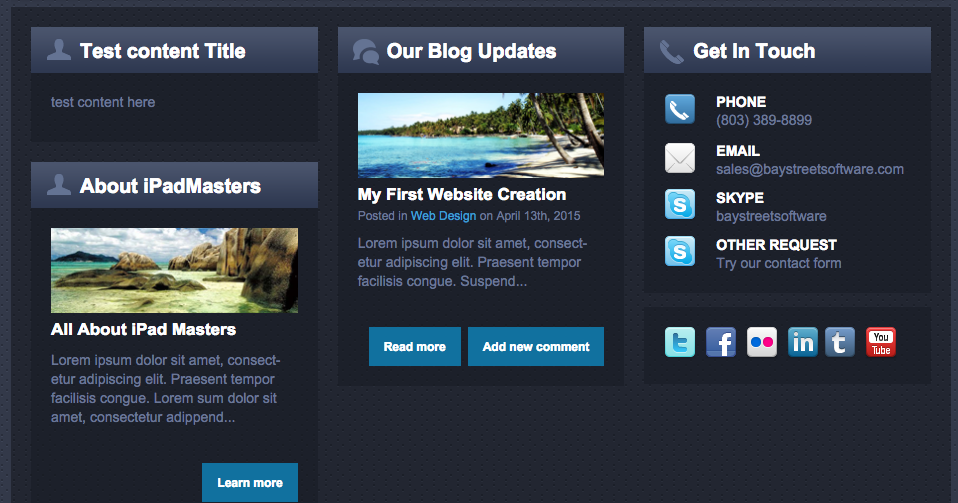 Test content Title
test content here
About iPadMasters
All About iPad Masters
Lorem ipsum dolor sit amet, consect-
etur adipiscing elit. Praesent tempor
facilisis congue. Lorem sum dolor sit
amet, consectetur adippend...
Learn more
Our Blog Updates
My First Website Creation
Posted in Web Design on April 13th, 2015
Lorem ipsum dolor sit amet, consect-
etur adipiscing elit. Praesent tempor
facilisis congue. Suspend...
Read more
Add new comment
Get In Touch
PHONE
(803) 389-8899
EMAIL
sales@baystreetsoftware.com
SKYPE
baystreetsoftware
OTHER REQUEST
Try our contact form
You
Tube